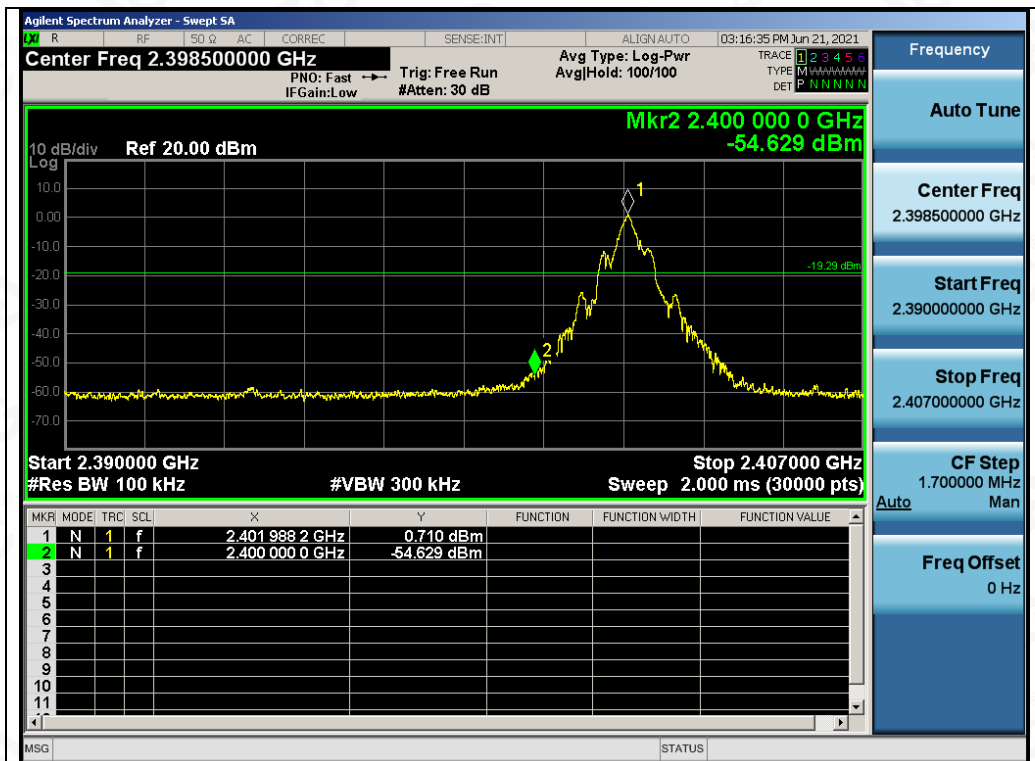 Agilent Spectrum Analyzer - Swept SA
LXI R RF 50 Ω AC CORREC SENSE:INT ALIGN AUTO 03:16:35 PM Jun 21, 2021
Center Freq 2.398500000 GHz
PNO: Fast
IFGain:Low
Trig: Free Run
#Atten: 30 dB
Avg Type: Log-Pwr
Avg|Hold: 100/100
TRACE 1 2 3 4 5 6
TYPE M WWWWW
DET P N N N N N
Mkr2 2.400 000 0 GHz
-54.629 dBm
10 dB/div Ref 20.00 dBm
Log
10.0
0.00
-10.0
-20.0
-30.0
-40.0
-50.0
-60.0
-70.0
1
-19.29 dBm
2
Start 2.390000 GHz Stop 2.407000 GHz
#Res BW 100 kHz #VBW 300 kHz Sweep 2.000 ms (30000 pts)
MKR MODE TRC SCL X Y FUNCTION FUNCTION WIDTH FUNCTION VALUE
1 N 1 f 2.401 988 2 GHz 0.710 dBm
2 N 1 f 2.400 000 0 GHz -54.629 dBm
3
4
5
6
7
8
9
10
11
MSG STATUS
Frequency
Auto Tune
Center Freq
2.398500000 GHz
Start Freq
2.390000000 GHz
Stop Freq
2.407000000 GHz
CF Step
1.700000 MHz
Auto Man
Freq Offset
0 Hz